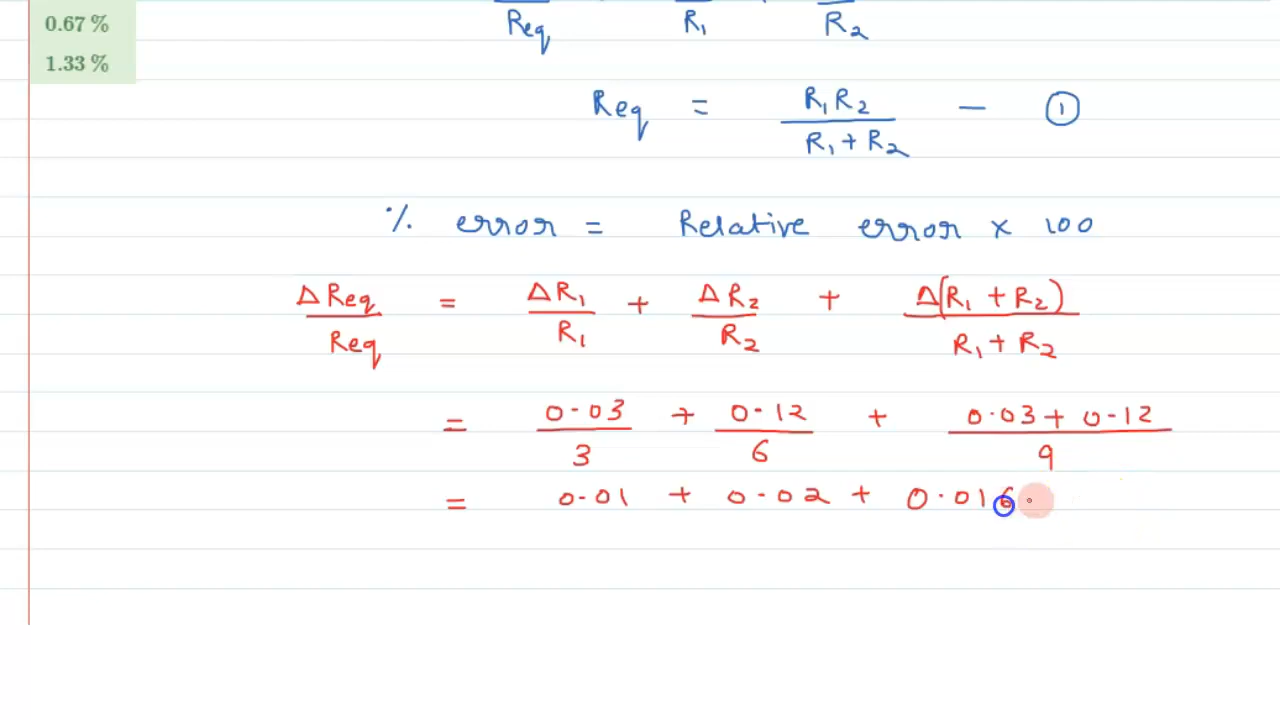 0.67 %
1.33 %
Req R₁ R₂
Req = R₁R₂ / R₁ + R₂ — ①
% error = Relative error × 100
ΔReq / Req = ΔR₁ / R₁ + ΔR₂ / R₂ + Δ(R₁ + R₂) / R₁ + R₂
= 0.03 / 3 + 0.12 / 6 + 0.03 + 0.12 / 9
= 0.01 + 0.02 + 0.016